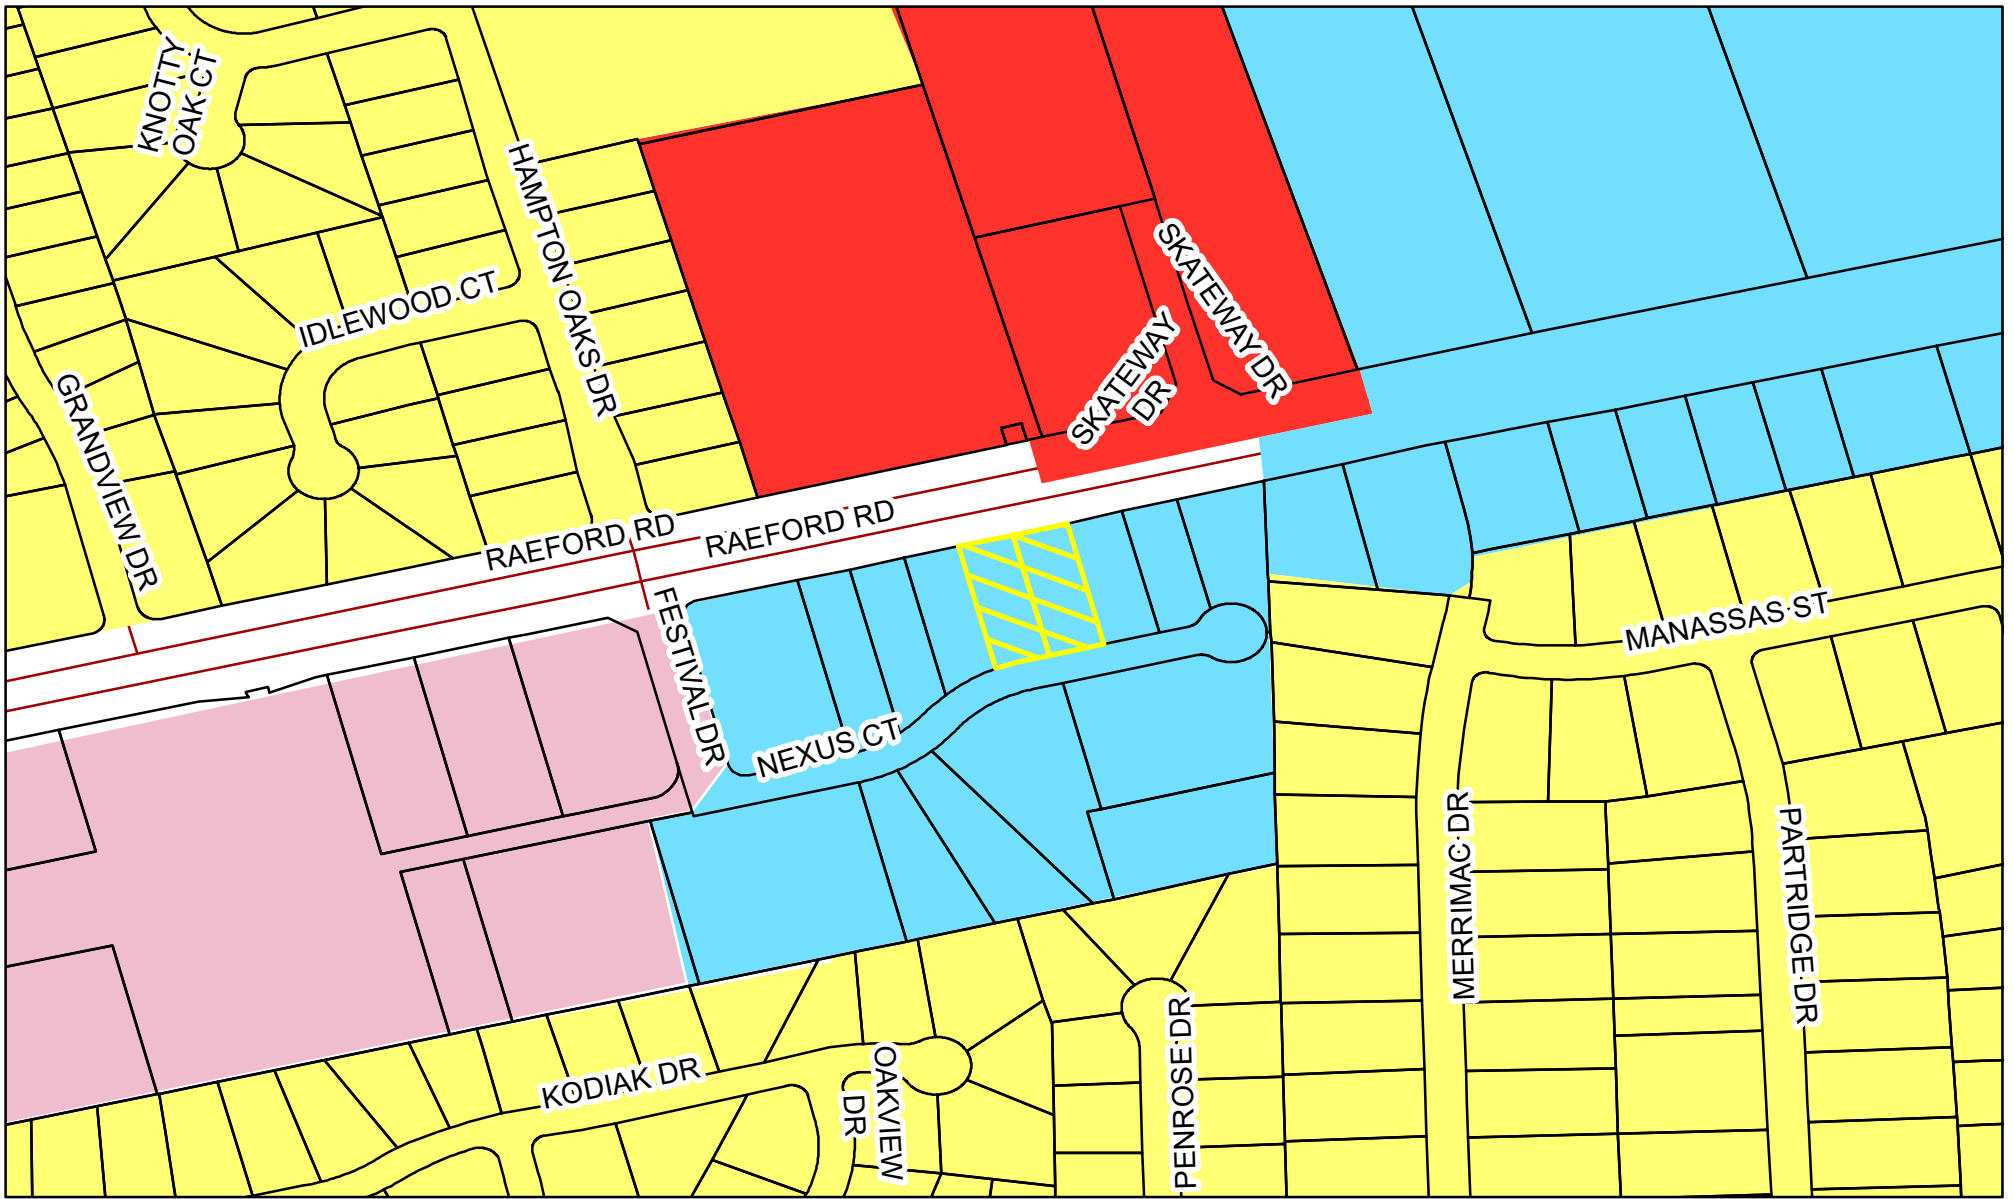 KNOTTY
OAK CT
HAMPTON OAKS DR
SKATEWAY DR
IDLEWOOD CT
SKATEWAY
DR
GRANDVIEW DR
RAEFORD RD
RAEFORD RD
FESTIVAL DR
MANASSAS ST
NEXUS CT
MERRIMAC DR
PARTRIDGE DR
PENROSE DR
KODIAK DR
OAKVIEW
DR